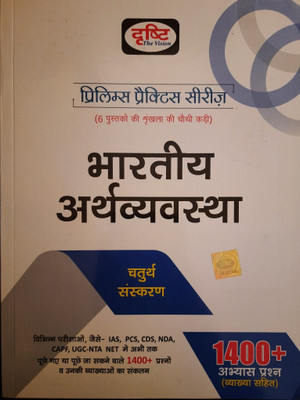 दृष्टि
The Vision
प्रिलिम्स प्रैक्टिस सीरीज़
(6 पुस्तकों की शृंखला की चौथी कड़ी)
भारतीय
अर्थव्यवस्था
चतुर्थ
संस्करण
विभिन्न परीक्षाओं, जैसे- IAS, PCS, CDS, NDA,
CAPF, UGC-NTA NET में अभी तक
पूछे गए या पूछे जा सकने वाले 1400+ प्रश्नों
व उनकी व्याख्याओं का संकलन
1400+
अभ्यास प्रश्न
(व्याख्या सहित)